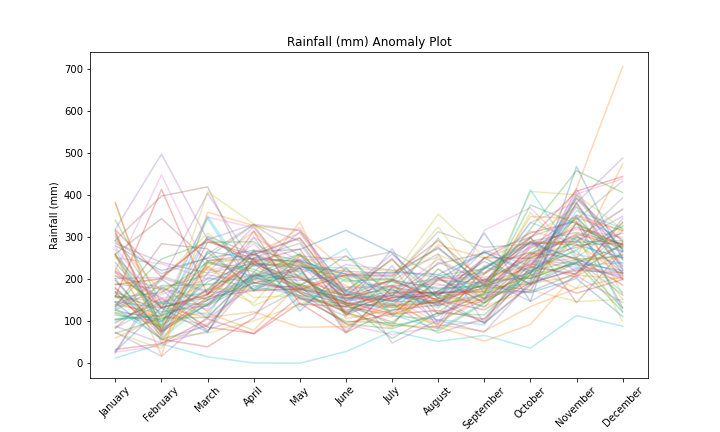 Rainfall (mm) Anomaly Plot
Rainfall (mm)
700
600
500
400
300
200
100
0
January
February
March
April
May
June
July
August
September
October
November
December